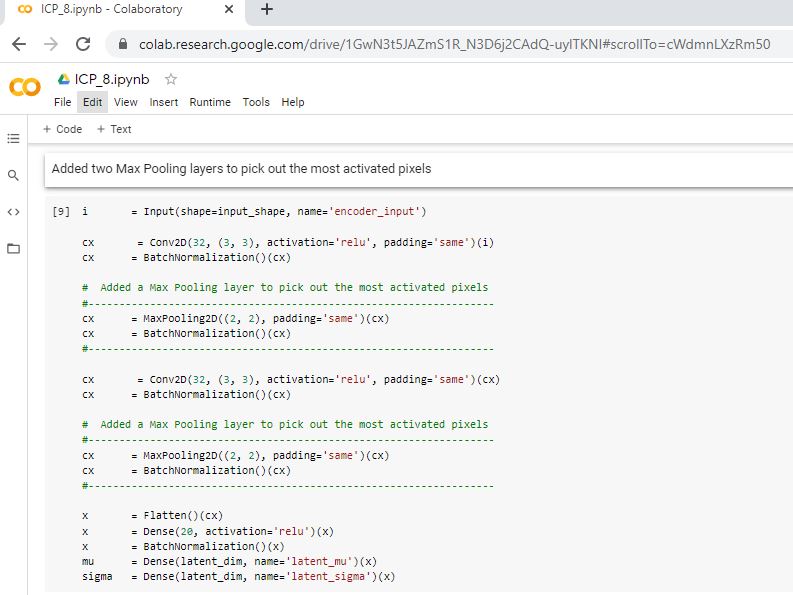 ICP_8.ipynb - Colaboratory
colab.research.google.com/drive/1GwN3t5JAZmS1R_N3D6j2CAdQ-uyITKNI#scrollTo=cWdmnLXzRm50
ICP_8.ipynb
File Edit View Insert Runtime Tools Help
+ Code + Text
Added two Max Pooling layers to pick out the most activated pixels
[9] i = Input(shape=input_shape, name='encoder_input')
cx = Conv2D(32, (3, 3), activation='relu', padding='same')(i)
cx = BatchNormalization()(cx)
# Added a Max Pooling layer to pick out the most activated pixels
#------------------------------------------------------------------
cx = MaxPooling2D((2, 2), padding='same')(cx)
cx = BatchNormalization()(cx)
#------------------------------------------------------------------
cx = Conv2D(32, (3, 3), activation='relu', padding='same')(cx)
cx = BatchNormalization()(cx)
# Added a Max Pooling layer to pick out the most activated pixels
#------------------------------------------------------------------
cx = MaxPooling2D((2, 2), padding='same')(cx)
cx = BatchNormalization()(cx)
#------------------------------------------------------------------
x = Flatten()(cx)
x = Dense(20, activation='relu')(x)
x = BatchNormalization()(x)
mu = Dense(latent_dim, name='latent_mu')(x)
sigma = Dense(latent_dim, name='latent_sigma')(x)